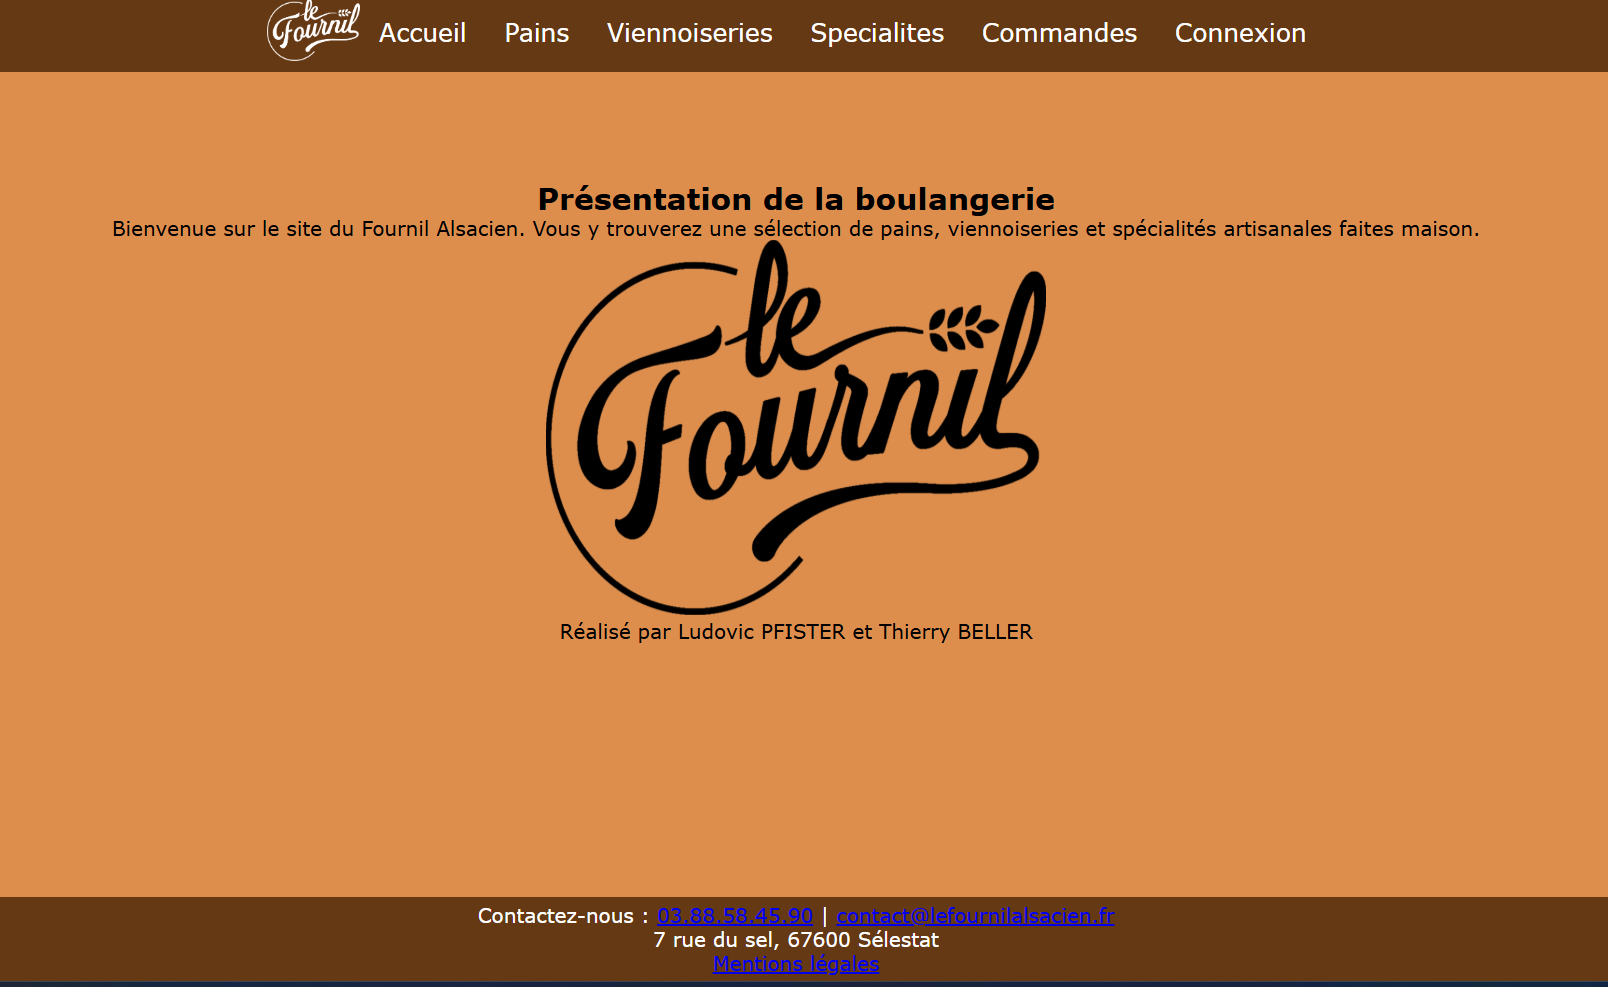 le
Fournil
Accueil Pains Viennoiseries Specialites Commandes Connexion
Présentation de la boulangerie
Bienvenue sur le site du Fournil Alsacien. Vous y trouverez une sélection de pains, viennoiseries et spécialités artisanales faites maison.
le
Fournil
Réalisé par Ludovic PFISTER et Thierry BELLER
Contactez-nous : 03.88.58.45.90 | contact@lefournilalsacien.fr
7 rue du sel, 67600 Sélestat
Mentions légales